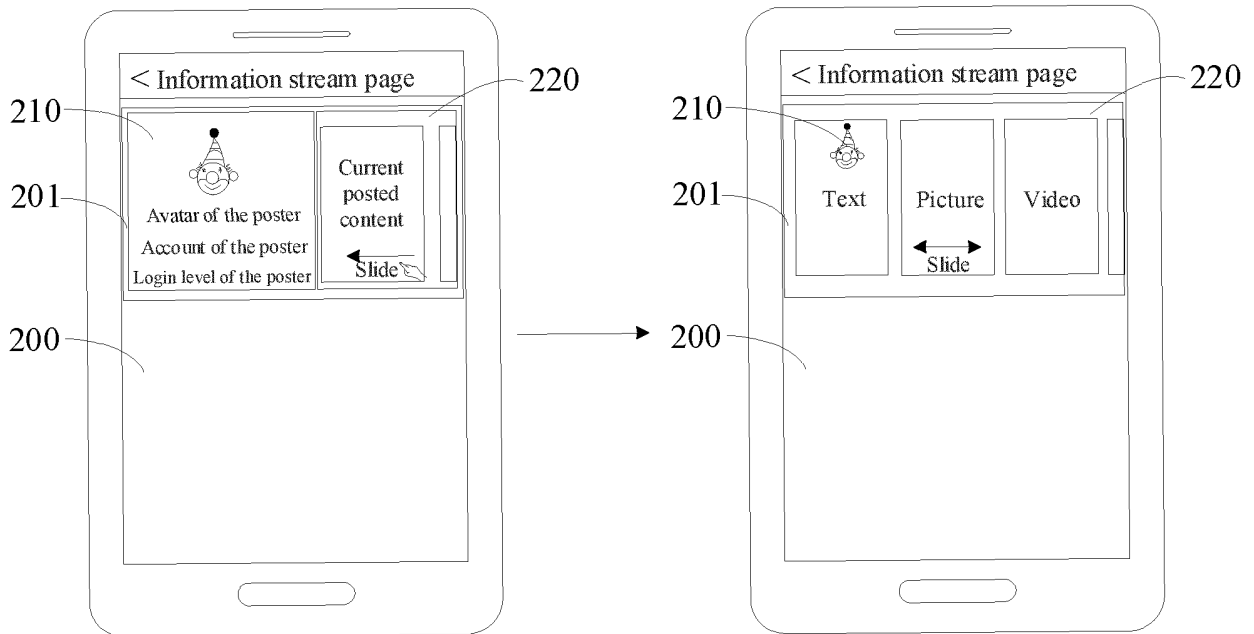 < Information stream page
210
220
Current
posted
content
201
Avatar of the poster
Account of the poster
Login level of the poster
Slide
200
< Information stream page
220
210
201
Text
Picture
Video
Slide
200